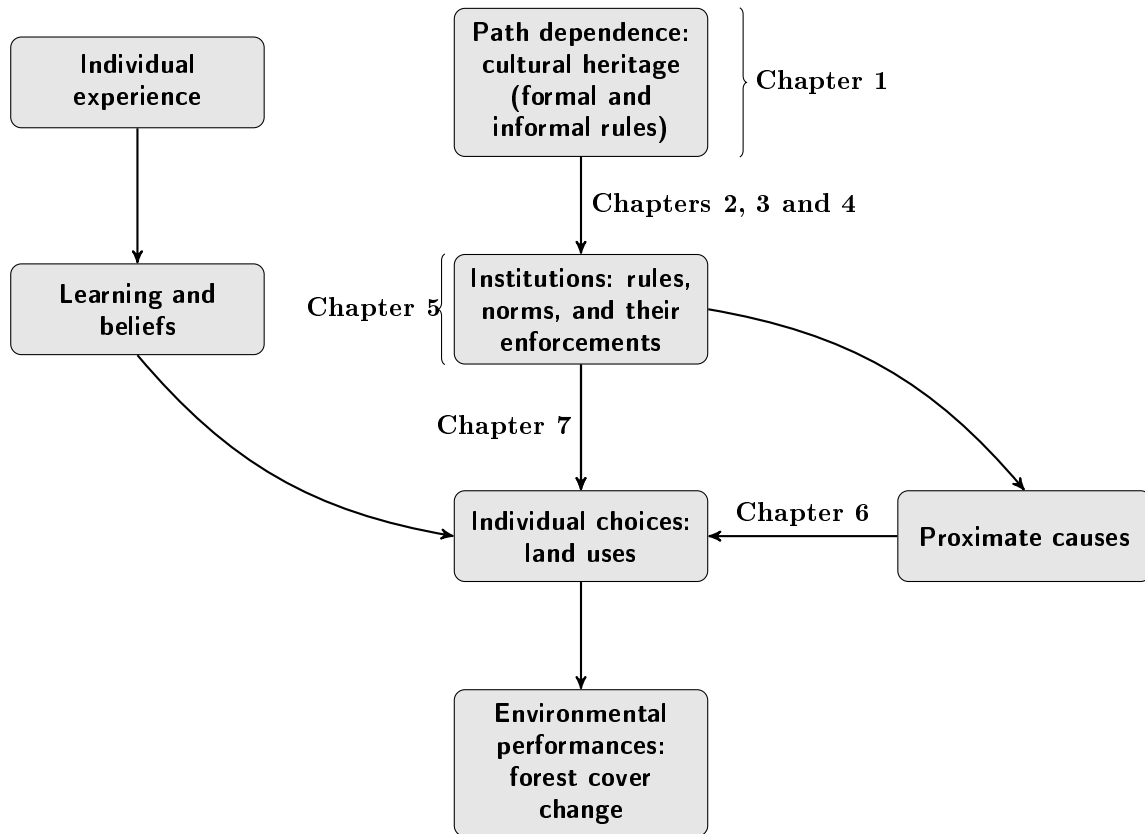 Individual
experience
Path dependence:
cultural heritage
(formal and
informal rules)
Chapter 1
Chapters 2, 3 and 4
Learning and
beliefs
Chapter 5
Institutions: rules,
norms, and their
enforcements
Chapter 7
Individual choices:
land uses
Chapter 6
Proximate causes
Environmental
performances:
forest cover
change